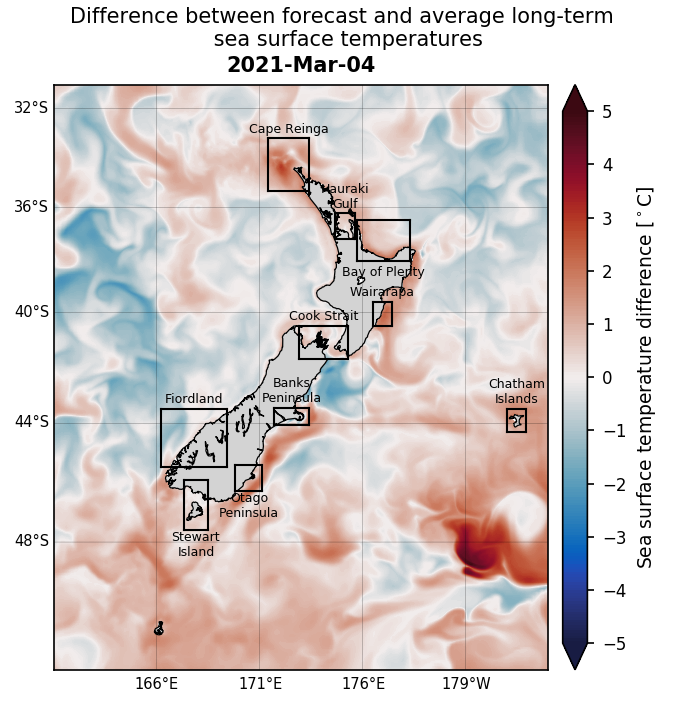 Difference between forecast and average long-term
sea surface temperatures
2021-Mar-04
32°S
36°S
40°S
44°S
48°S
Cape Reinga
Hauraki
Gulf
Bay of Plenty
Wairarapa
Cook Strait
Banks
Peninsula
Fiordland
Chatham
Islands
Otago
Peninsula
Stewart
Island
166°E
171°E
176°E
179°W
5
4
3
2
1
0
−1
−2
−3
−4
−5
Sea surface temperature difference [°C]